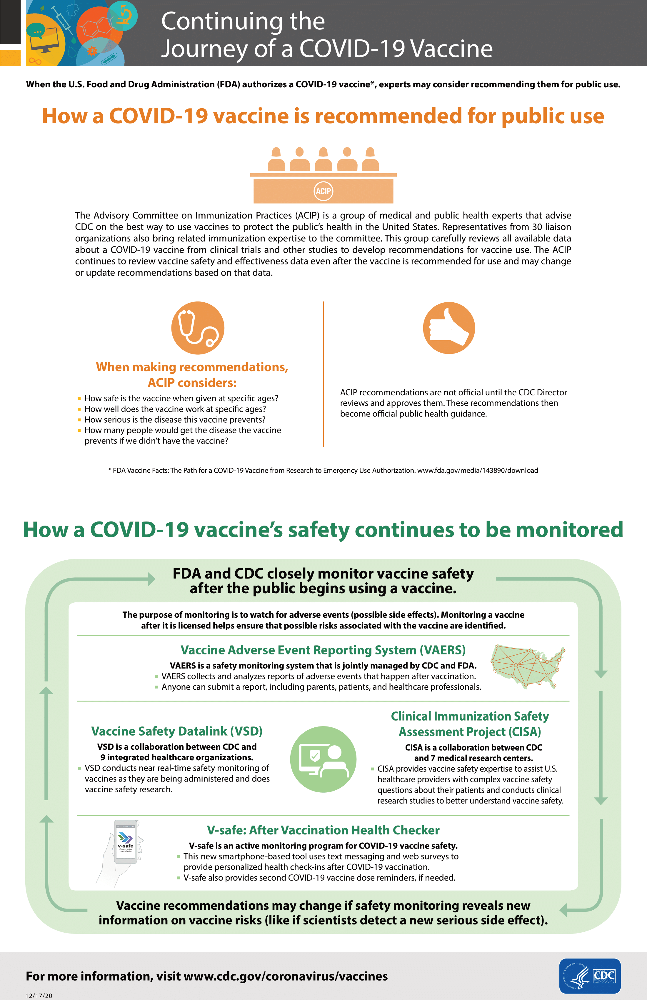 Continuing the
Journey of a COVID-19 Vaccine
When the U.S. Food and Drug Administration (FDA) authorizes a COVID-19 vaccine*, experts may consider recommending them for public use.
How a COVID-19 vaccine is recommended for public use
ACIP
The Advisory Committee on Immunization Practices (ACIP) is a group of medical and public health experts that advise
CDC on the best way to use vaccines to protect the public’s health in the United States. Representatives from 30 liaison
organizations also bring related immunization expertise to the committee. This group carefully reviews all available data
about a COVID-19 vaccine from clinical trials and other studies to develop recommendations for vaccine use. The ACIP
continues to review vaccine safety and effectiveness data even after the vaccine is recommended for use and may change
or update recommendations based on that data.
When making recommendations,
ACIP considers:
How safe is the vaccine when given at specific ages?
How well does the vaccine work at specific ages?
How serious is the disease this vaccine prevents?
How many people would get the disease the vaccine
prevents if we didn’t have the vaccine?
ACIP recommendations are not official until the CDC Director
reviews and approves them. These recommendations then
become official public health guidance.
* FDA Vaccine Facts: The Path for a COVID-19 Vaccine from Research to Emergency Use Authorization. www.fda.gov/media/143890/download
How a COVID-19 vaccine’s safety continues to be monitored
FDA and CDC closely monitor vaccine safety
after the public begins using a vaccine.
The purpose of monitoring is to watch for adverse events (possible side effects). Monitoring a vaccine
after it is licensed helps ensure that possible risks associated with the vaccine are identified.
Vaccine Adverse Event Reporting System (VAERS)
VAERS is a safety monitoring system that is jointly managed by CDC and FDA.
VAERS collects and analyzes reports of adverse events that happen after vaccination.
Anyone can submit a report, including parents, patients, and healthcare professionals.
Vaccine Safety Datalink (VSD)
VSD is a collaboration between CDC and
9 integrated healthcare organizations.
VSD conducts near real-time safety monitoring of
vaccines as they are being administered and does
vaccine safety research.
Clinical Immunization Safety
Assessment Project (CISA)
CISA is a collaboration between CDC
and 7 medical research centers.
CISA provides vaccine safety expertise to assist U.S.
healthcare providers with complex vaccine safety
questions about their patients and conducts clinical
research studies to better understand vaccine safety.
v-safe
after vaccination
health checker
V-safe: After Vaccination Health Checker
V-safe is an active monitoring program for COVID-19 vaccine safety.
This new smartphone-based tool uses text messaging and web surveys to
provide personalized health check-ins after COVID-19 vaccination.
V-safe also provides second COVID-19 vaccine dose reminders, if needed.
Vaccine recommendations may change if safety monitoring reveals new
information on vaccine risks (like if scientists detect a new serious side effect).
For more information, visit www.cdc.gov/coronavirus/vaccines
12/17/20
DEPARTMENT OF HEALTH & HUMAN SERVICES USA
CDC